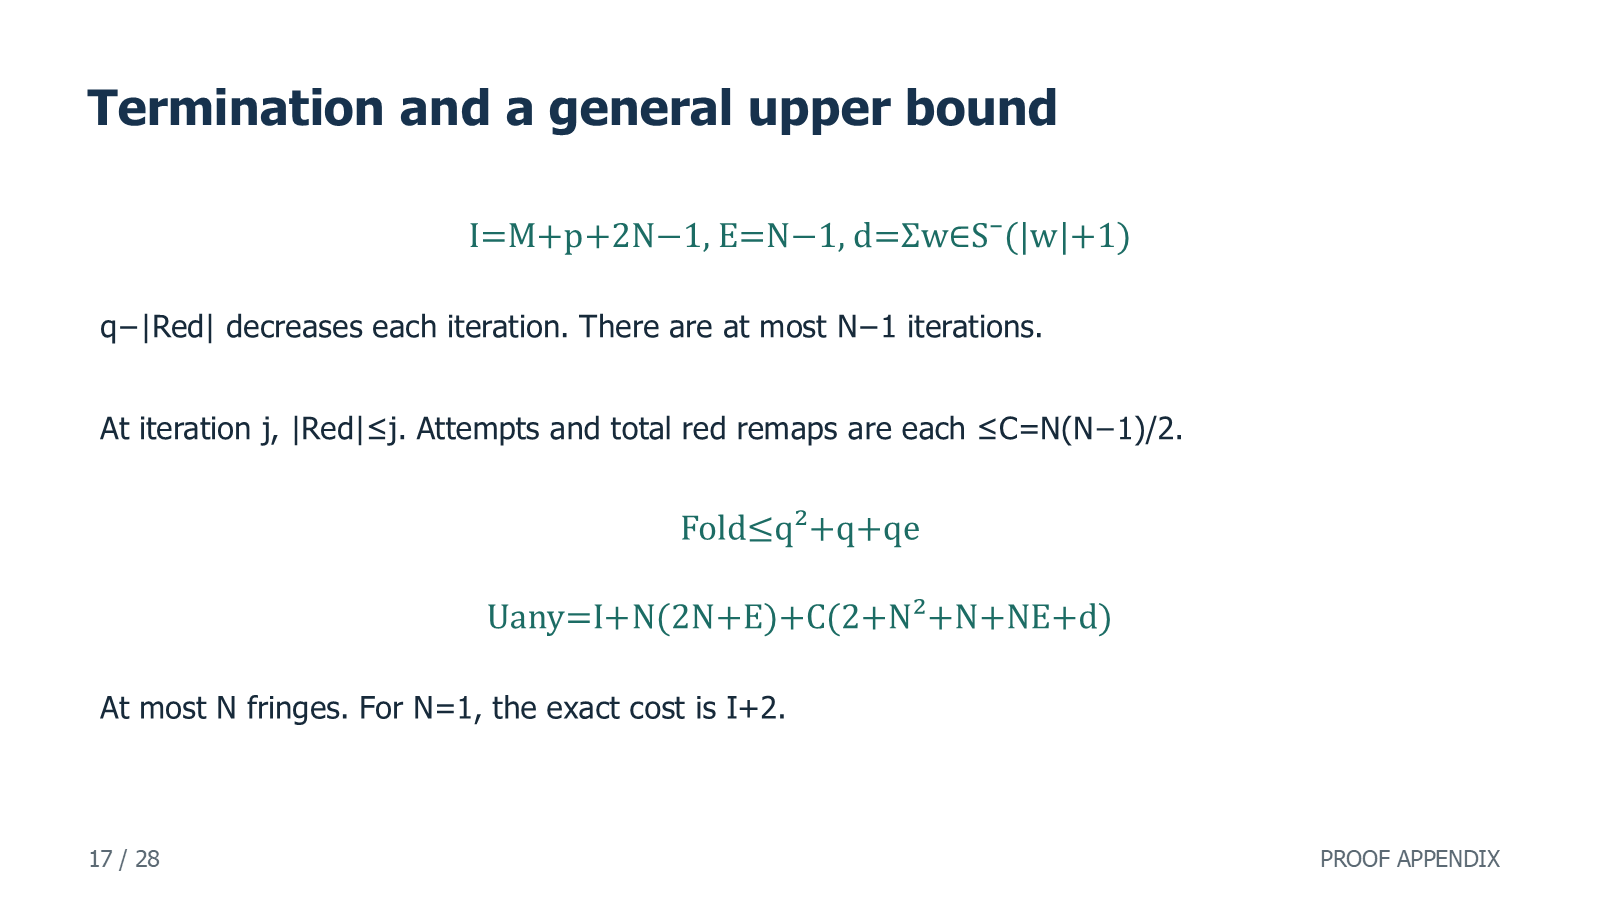 Termination and a general upper bound
I=M+p+2N−1, E=N−1, d=Σw∈S⁻(|w|+1)
q−|Red| decreases each iteration. There are at most N−1 iterations.
At iteration j, |Red|≤j. Attempts and total red remaps are each ≤C=N(N−1)/2.
Fold≤q²+q+qe
Uany=I+N(2N+E)+C(2+N²+N+NE+d)
At most N fringes. For N=1, the exact cost is I+2.
17 / 28
PROOF APPENDIX